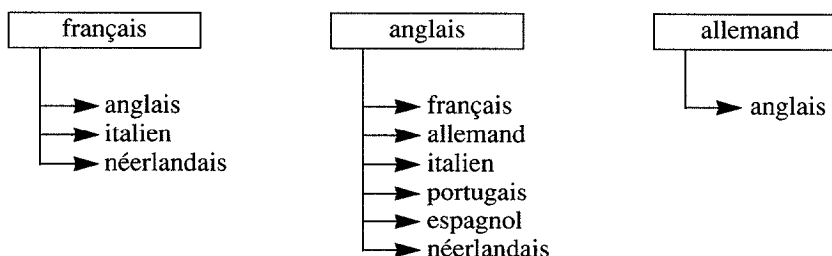 français
anglais
italien
néerlandais
anglais
français
allemand
italien
portugais
espagnol
néerlandais
allemand
anglais